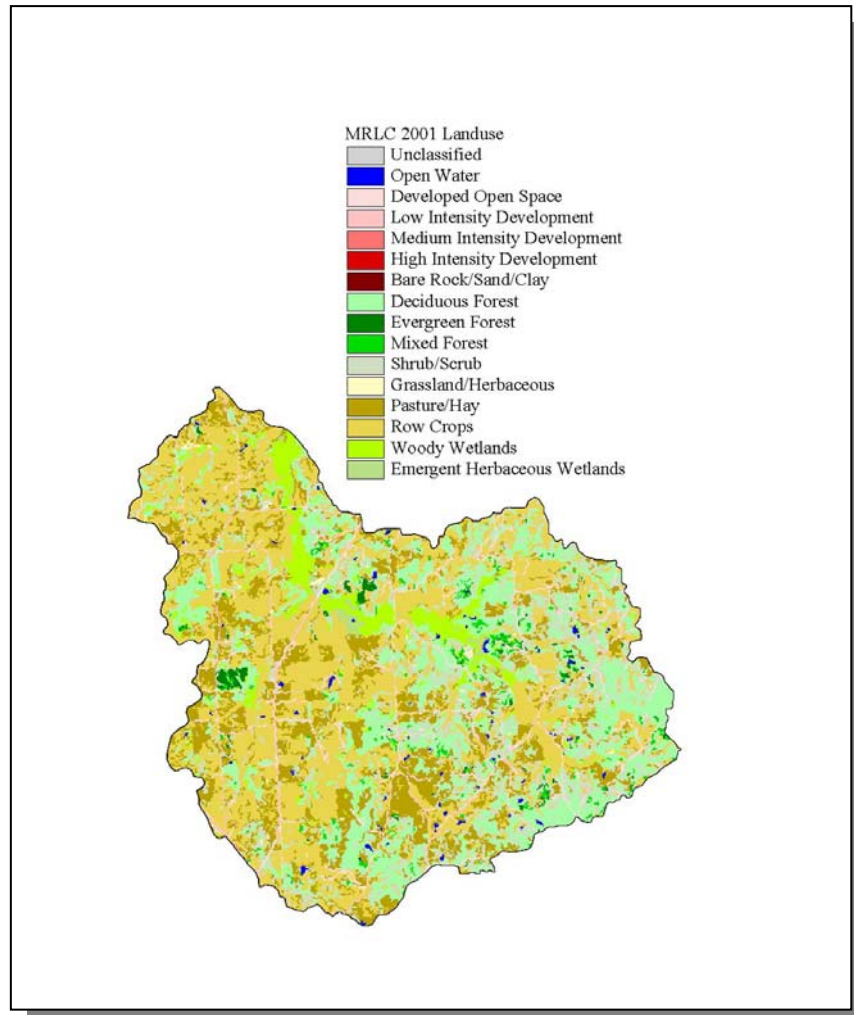 MRLC 2001 Landuse
Unclassified
Open Water
Developed Open Space
Low Intensity Development
Medium Intensity Development
High Intensity Development
Bare Rock/Sand/Clay
Deciduous Forest
Evergreen Forest
Mixed Forest
Shrub/Scrub
Grassland/Herbaceous
Pasture/Hay
Row Crops
Woody Wetlands
Emergent Herbaceous Wetlands